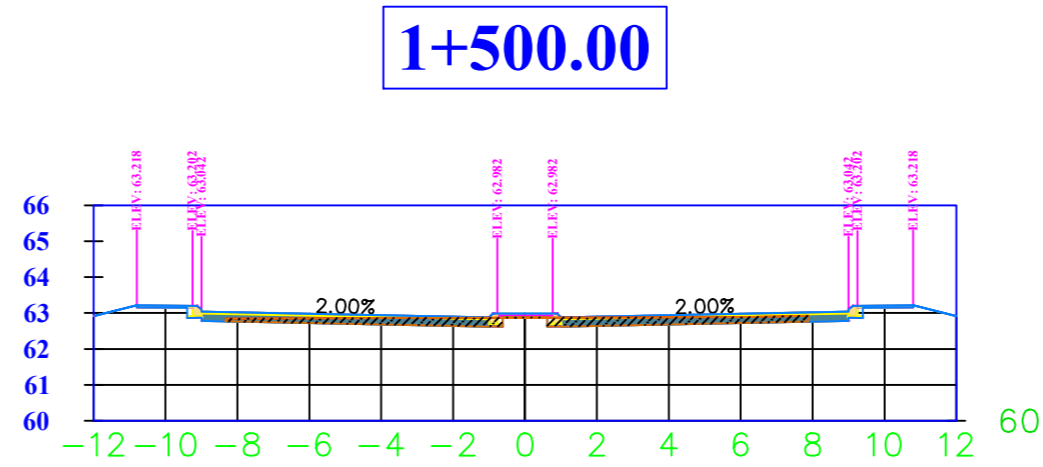 1+500.00
ELEV: 63.218
ELEV: 63.202
ELEV: 63.042
ELEV: 62.982
ELEV: 62.982
ELEV: 63.042
ELEV: 63.202
ELEV: 63.218
66
65
64
63
62
61
60
2.00%
2.00%
-12 -10 -8 -6 -4 -2 0 2 4 6 8 10 12
60